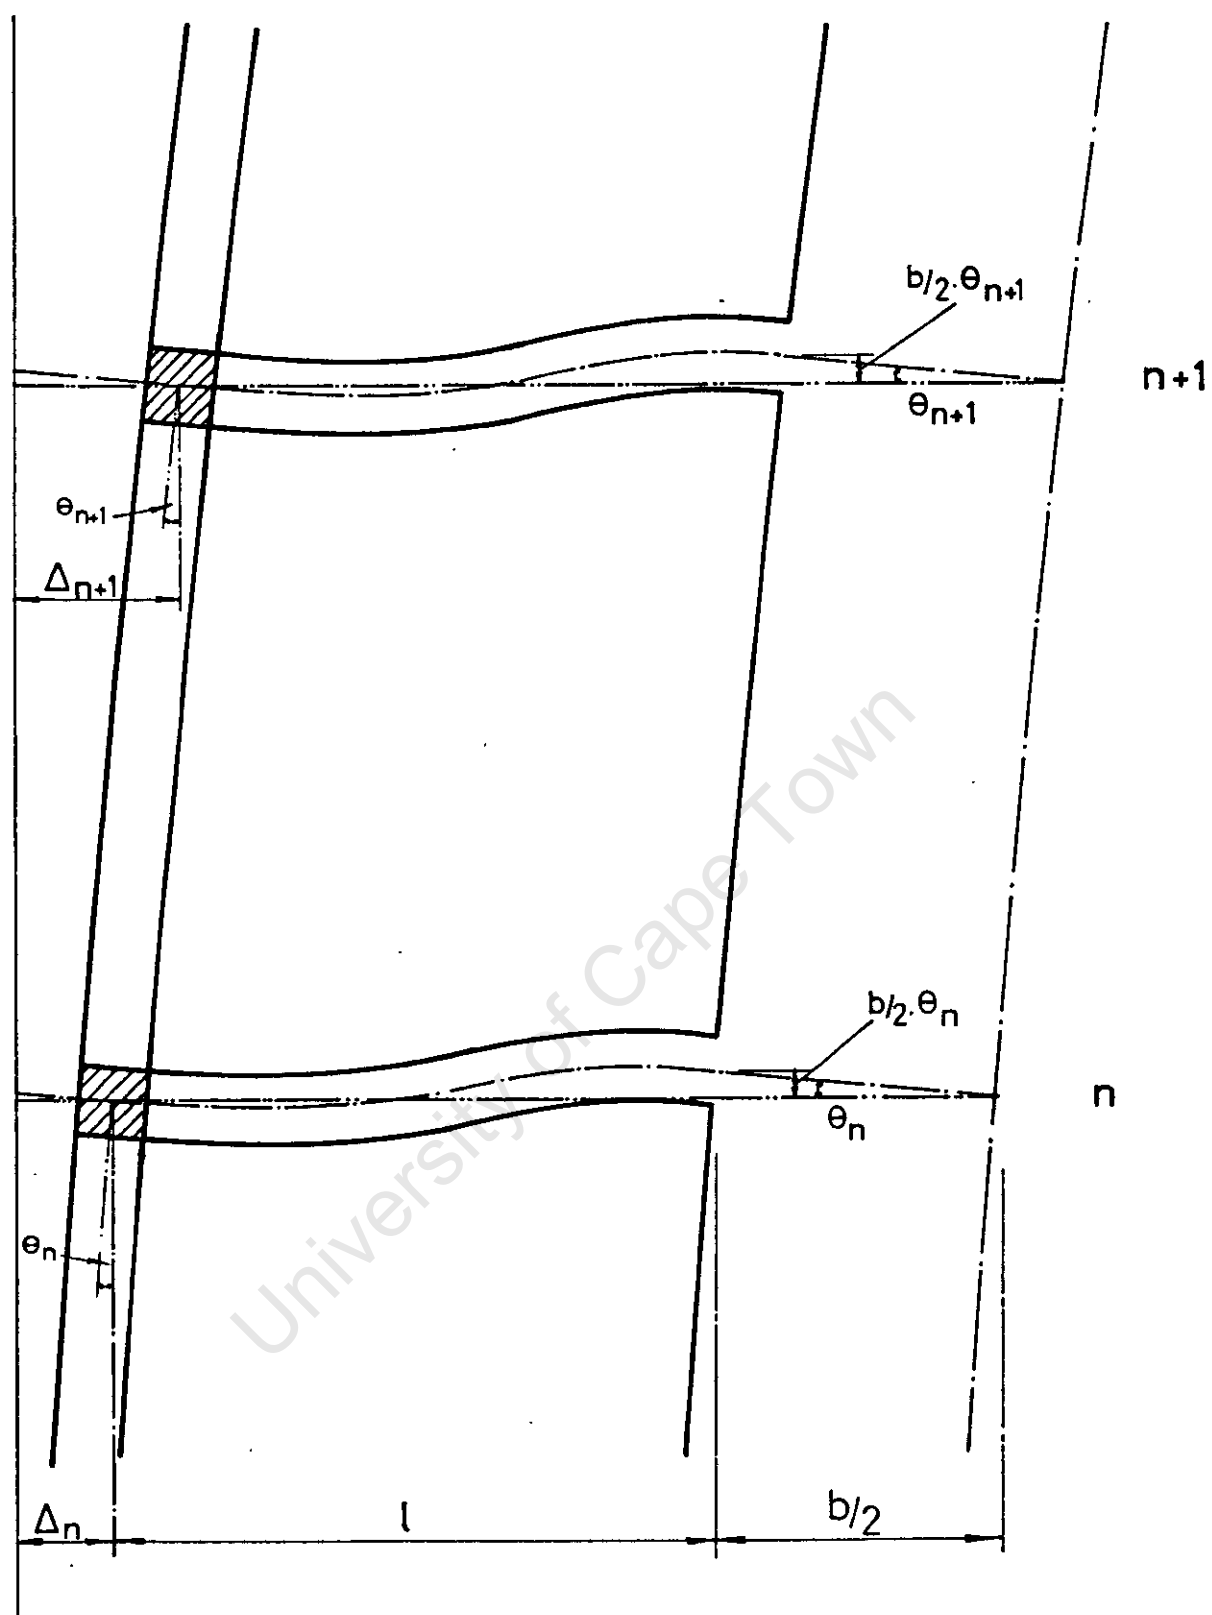 b/2.θn+1
n+1
θn+1
θn+1
Δn+1
b/2.θn
n
θn
θn
Δn
l
b/2
University of Cape Town